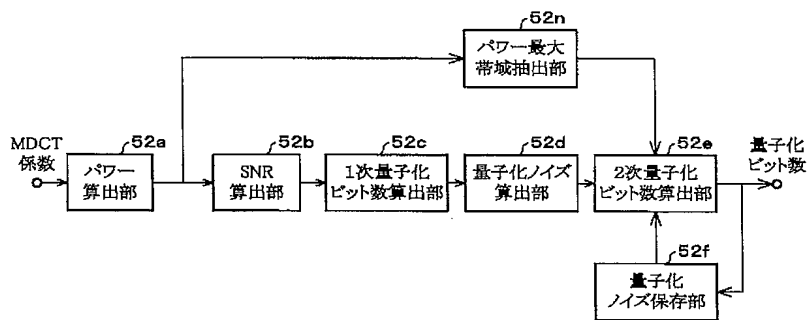 52n
パワー最大
帯域抽出部
MDCT
係数
52a
パワー
算出部
52b
SNR
算出部
52c
1次量子化
ビット数算出部
52d
量子化ノイズ
算出部
52e
2次量子化
ビット数算出部
量子化
ビット数
52f
量子化
ノイズ保存部